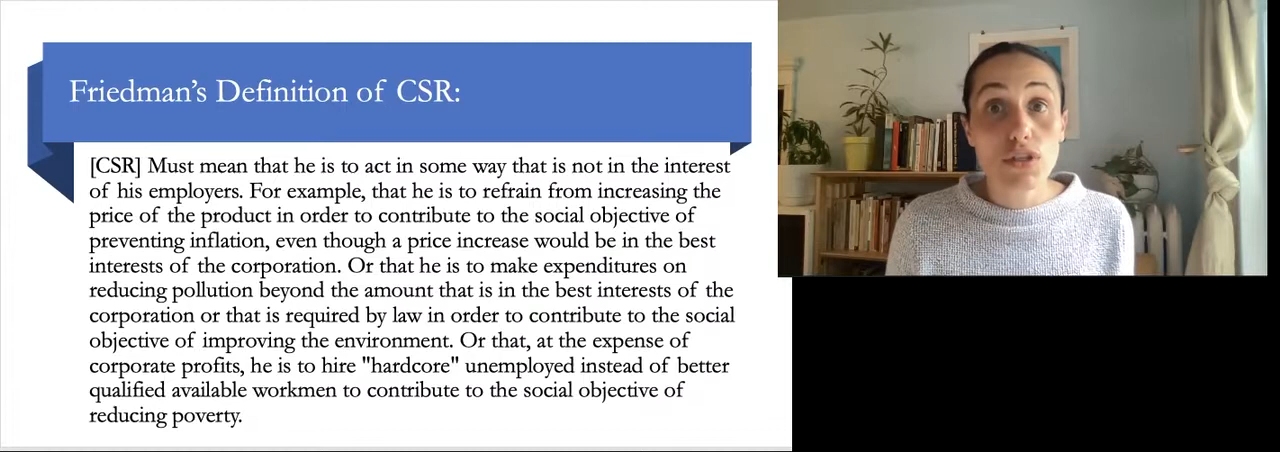 Friedman's Definition of CSR:
[CSR] Must mean that he is to act in some way that is not in the interest
of his employers. For example, that he is to refrain from increasing the
price of the product in order to contribute to the social objective of
preventing inflation, even though a price increase would be in the best
interests of the corporation. Or that he is to make expenditures on
reducing pollution beyond the amount that is in the best interests of the
corporation or that is required by law in order to contribute to the social
objective of improving the environment. Or that, at the expense of
corporate profits, he is to hire "hardcore" unemployed instead of better
qualified available workmen to contribute to the social objective of
reducing poverty.